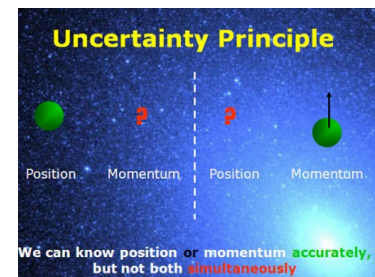 Uncertainty Principle
? ?
Position Momentum Position Momentum
We can know position or momentum accurately,
but not both simultaneously